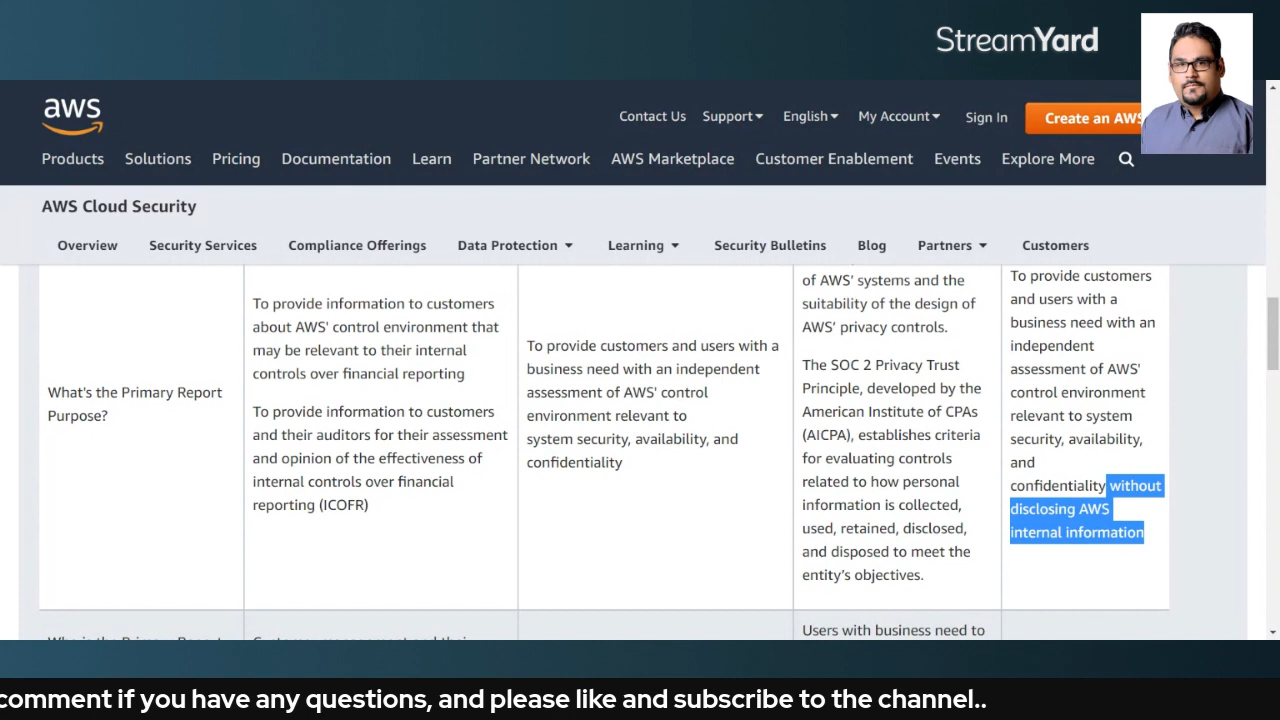 StreamYard
aws
Contact Us Support English My Account Sign In Create an AWS
Products Solutions Pricing Documentation Learn Partner Network AWS Marketplace Customer Enablement Events Explore More
AWS Cloud Security
Overview Security Services Compliance Offerings Data Protection Learning Security Bulletins Blog Partners Customers
What's the Primary Report
Purpose?
To provide information to customers
about AWS' control environment that
may be relevant to their internal
controls over financial reporting
To provide information to customers
and their auditors for their assessment
and opinion of the effectiveness of
internal controls over financial
reporting (ICOFR)
To provide customers and users with a
business need with an independent
assessment of AWS' control
environment relevant to
system security, availability, and
confidentiality
of AWS’ systems and the
suitability of the design of
AWS’ privacy controls.
The SOC 2 Privacy Trust
Principle, developed by the
American Institute of CPAs
(AICPA), establishes criteria
for evaluating controls
related to how personal
information is collected,
used, retained, disclosed,
and disposed to meet the
entity’s objectives.
To provide customers
and users with a
business need with an
independent
assessment of AWS'
control environment
relevant to system
security, availability,
and
confidentiality without
disclosing AWS
internal information
Users with business need to
comment if you have any questions, and please like and subscribe to the channel..